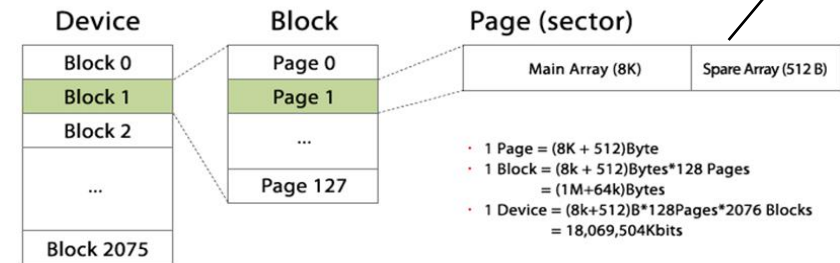 Device
Block
Page (sector)
Block 0
Block 1
Block 2
...
Block 2075
Page 0
Page 1
...
Page 127
Main Array (8K)
Spare Array (512 B)
· 1 Page = (8K + 512)Byte
· 1 Block = (8k + 512)Bytes*128 Pages
= (1M+64k)Bytes
· 1 Device = (8k+512)B*128Pages*2076 Blocks
= 18,069,504Kbits